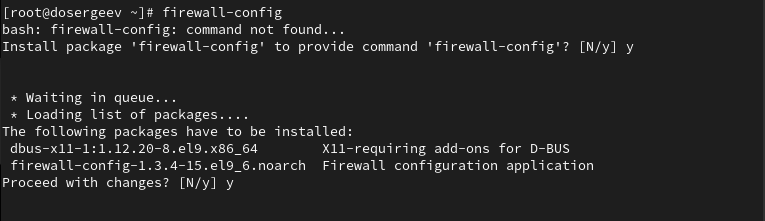 [root@dosergeev ~]# firewall-config
bash: firewall-config: command not found...
Install package 'firewall-config' to provide command 'firewall-config'? [N/y] y
* Waiting in queue...
* Loading list of packages....
The following packages have to be installed:
dbus-x11-1:1.12.20-8.el9.x86_64 X11-requiring add-ons for D-BUS
firewall-config-1.3.4-15.el9_6.noarch Firewall configuration application
Proceed with changes? [N/y] y